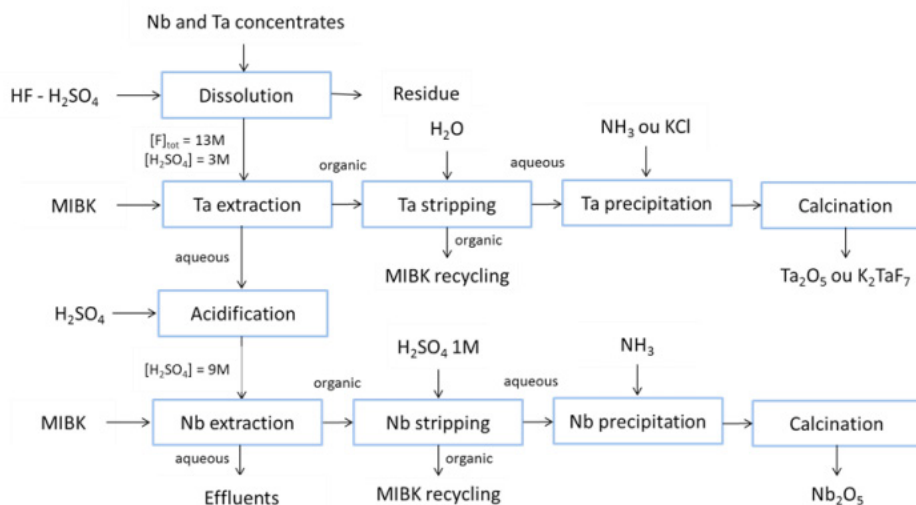 Nb and Ta concentrates
HF - H₂SO₄
Dissolution
Residue
[F]tot = 13M
[H₂SO₄] = 3M
H₂O
NH₃ ou KCl
organic
aqueous
MIBK
Ta extraction
Ta stripping
Ta precipitation
Calcination
aqueous
organic
MIBK recycling
Ta₂O₅ ou K₂TaF₇
H₂SO₄
Acidification
[H₂SO₄] = 9M
H₂SO₄ 1M
NH₃
organic
aqueous
MIBK
Nb extraction
Nb stripping
Nb precipitation
Calcination
aqueous
organic
Effluents
MIBK recycling
Nb₂O₅